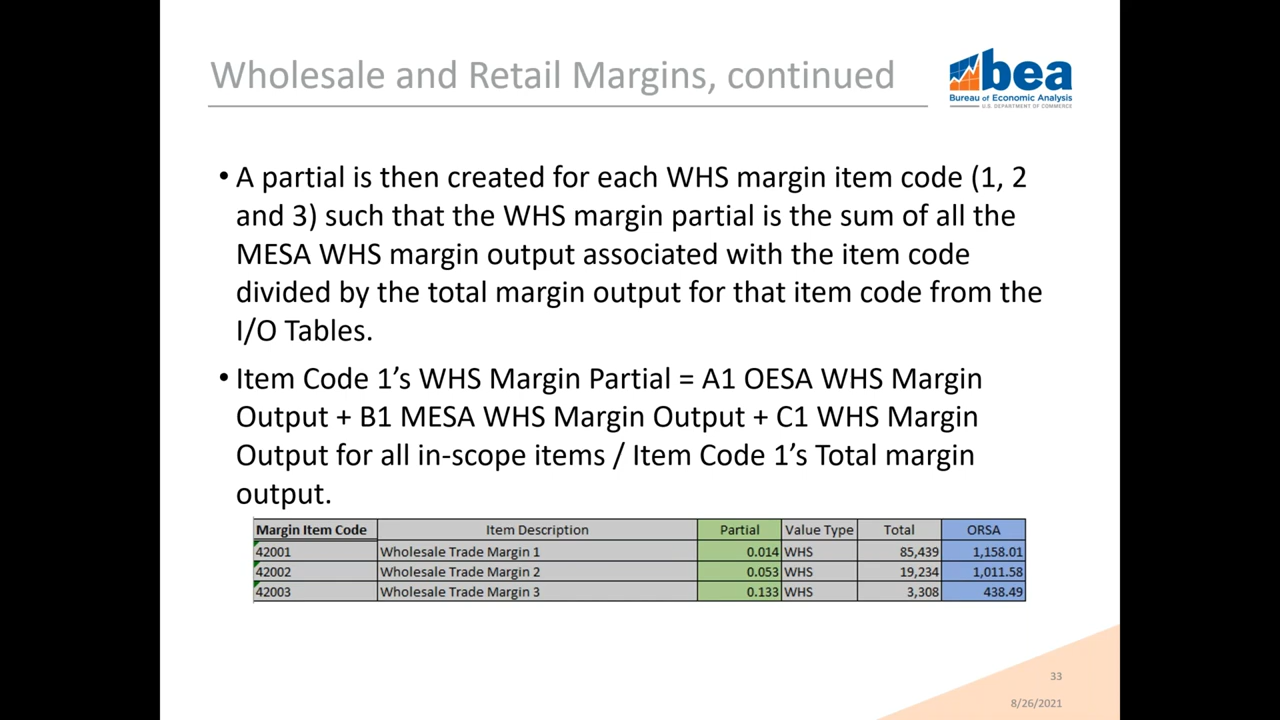 Wholesale and Retail Margins, continued
bea
Bureau of Economic Analysis
U.S. DEPARTMENT OF COMMERCE
• A partial is then created for each WHS margin item code (1, 2
and 3) such that the WHS margin partial is the sum of all the
MESA WHS margin output associated with the item code
divided by the total margin output for that item code from the
I/O Tables.
• Item Code 1’s WHS Margin Partial = A1 OESA WHS Margin
Output + B1 MESA WHS Margin Output + C1 WHS Margin
Output for all in-scope items / Item Code 1’s Total margin
output.
Margin Item Code Item Description Partial Value Type Total ORSA
42001 Wholesale Trade Margin 1 0.014 WHS 85,439 1,158.01
42002 Wholesale Trade Margin 2 0.053 WHS 19,234 1,011.58
42003 Wholesale Trade Margin 3 0.133 WHS 3,308 438.49
33
8/26/2021